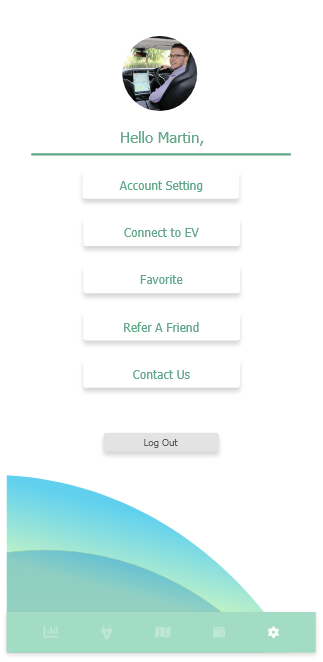 Hello Martin,
Account Setting
Connect to EV
Favorite
Refer A Friend
Contact Us
Log Out